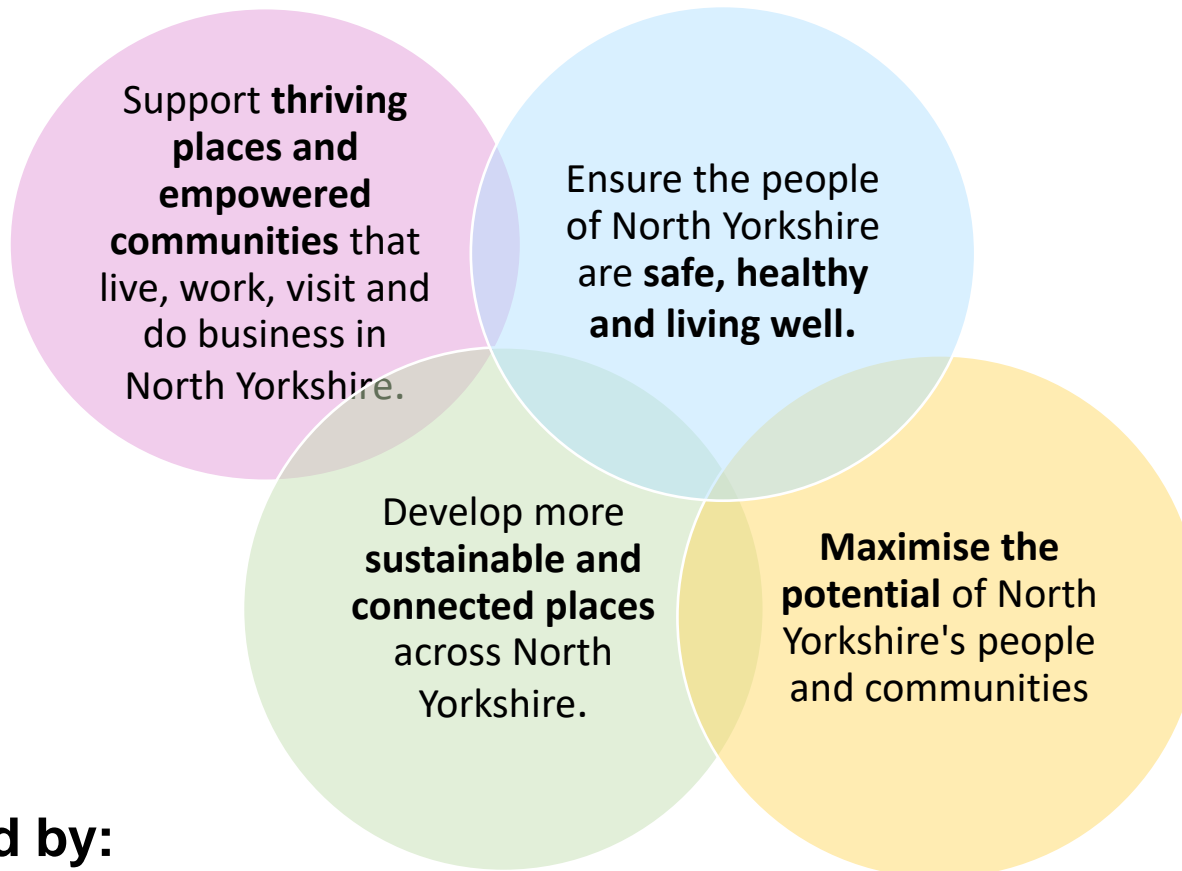 Support thriving
places and
empowered
communities that
live, work, visit and
do business in
North Yorkshire.
Ensure the people
of North Yorkshire
are safe, healthy
and living well.
Develop more
sustainable and
connected places
across North
Yorkshire.
Maximise the
potential of North
Yorkshire's people
and communities
d by: